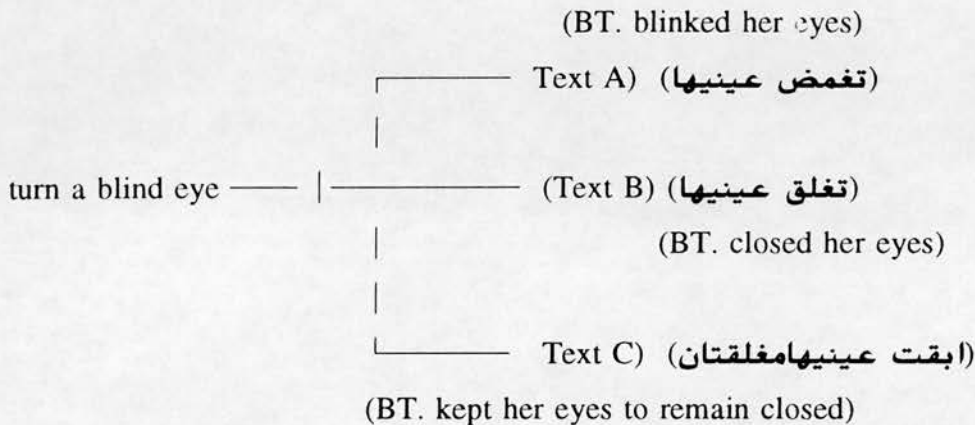 (BT. blinked her eyes)
Text A) (تغمض عينيها)
turn a blind eye (Text B) (تغلق عينيها)
(BT. closed her eyes)
Text C) (ابقت عينيهامغلقتان)
(BT. kept her eyes to remain closed)